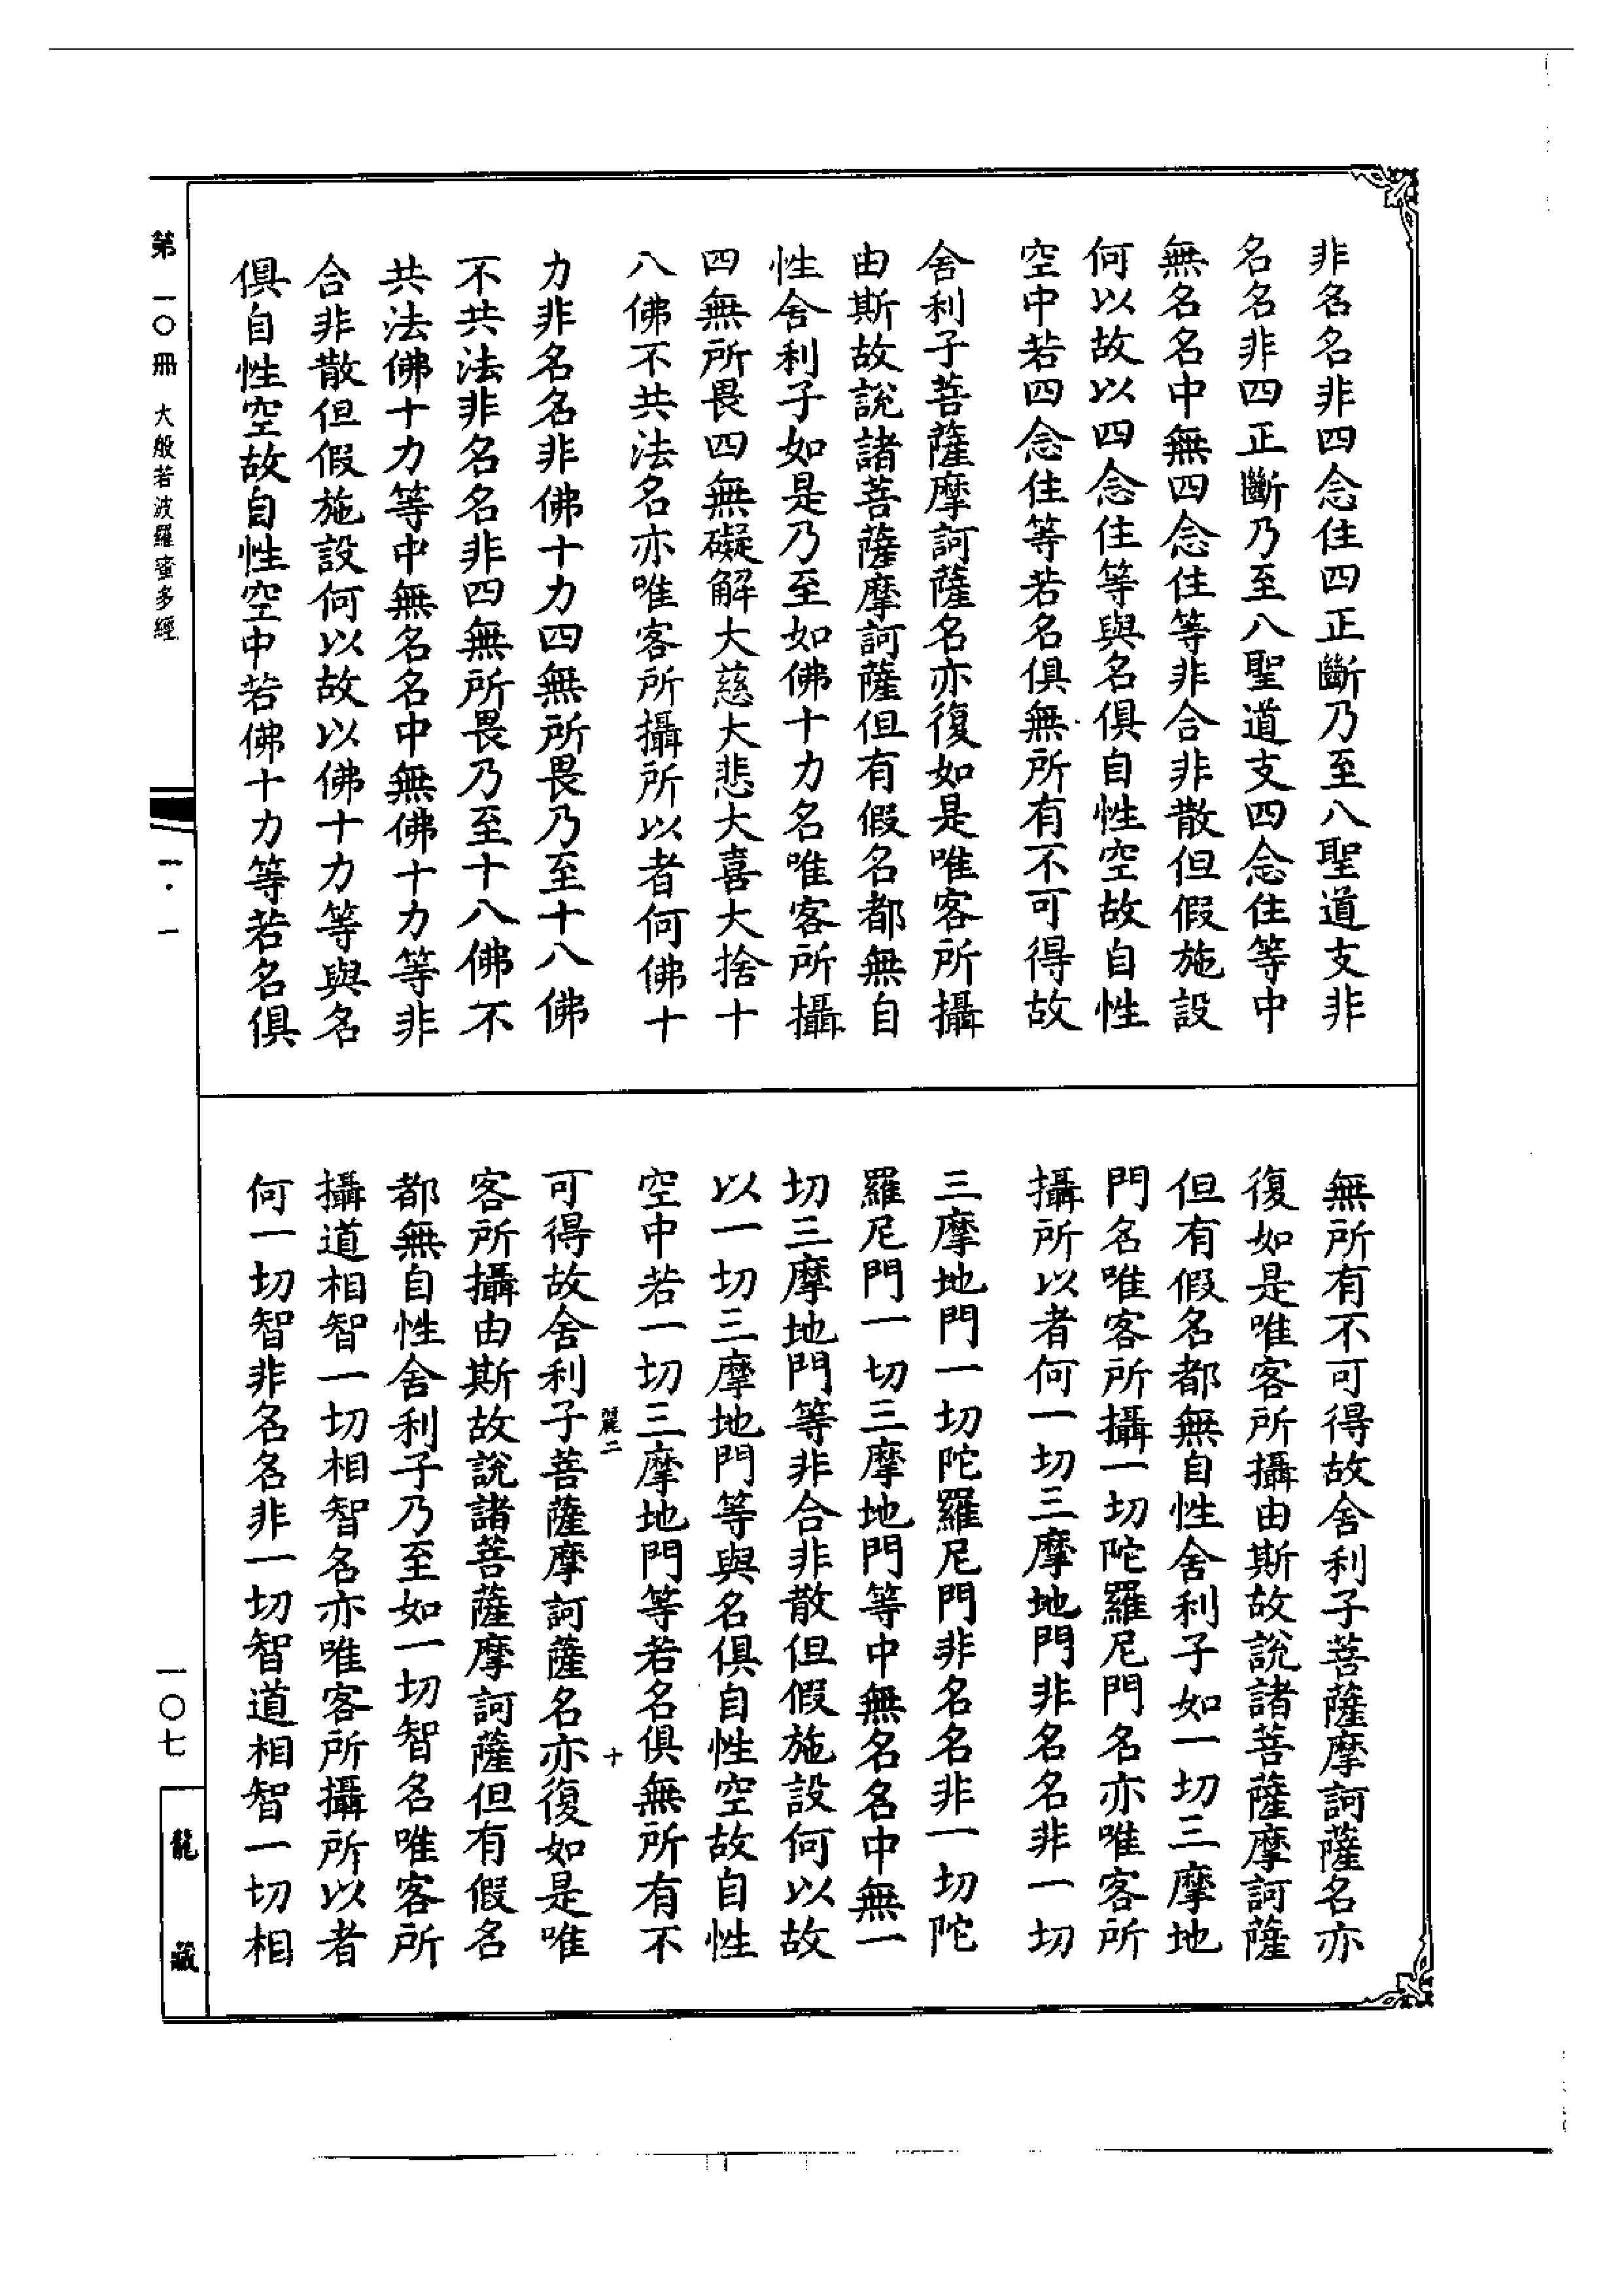 非名名非四念住四正斷乃至八聖道支非
名名非四正斷乃至八聖道支四念住等中
無名名中無四念住等非合非散但假施設
何以故以四念住等與名俱自性空故自性
空中若四念住等若名俱無所有不可得故
舍利子菩薩摩訶薩名亦復如是唯客所攝
由斯故說諸菩薩摩訶薩但有假名都無自
性舍利子如是乃至如佛十力名唯客所攝
四無所畏四無礙解大慈大悲大喜大捨十
八佛不共法名亦唯客所攝所以者何佛十
力非名名非佛十力四無所畏乃至十八佛
不共法非名名非四無所畏乃至十八佛不
共法佛十力等中無名名中無佛十力等非
合非散但假施設何以故以佛十力等與名
俱自性空故自性空中若佛十力等若名俱
無所有不可得故舍利子菩薩摩訶薩名亦
復如是唯客所攝由斯故說諸菩薩摩訶薩
但有假名都無自性舍利子如一切三摩地
門名唯客所攝一切陀羅尼門名亦唯客所
攝所以者何一切三摩地門非名名非一切
三摩地門一切陀羅尼門非名名非一切陀
羅尼門一切三摩地門等中無名名中無一
切三摩地門等非合非散但假施設何以故
以一切三摩地門等與名俱自性空故自性
空中若一切三摩地門等若名俱無所有不
麗二 十
可得故舍利子菩薩摩訶薩名亦復如是唯
客所攝由斯故說諸菩薩摩訶薩但有假名
都無自性舍利子乃至如一切智名唯客所
攝道相智一切相智名亦唯客所攝所以者
何一切智非名名非一切智道相智一切相
第一〇冊 大般若波羅蜜多經
一·一
一〇七
龍藏